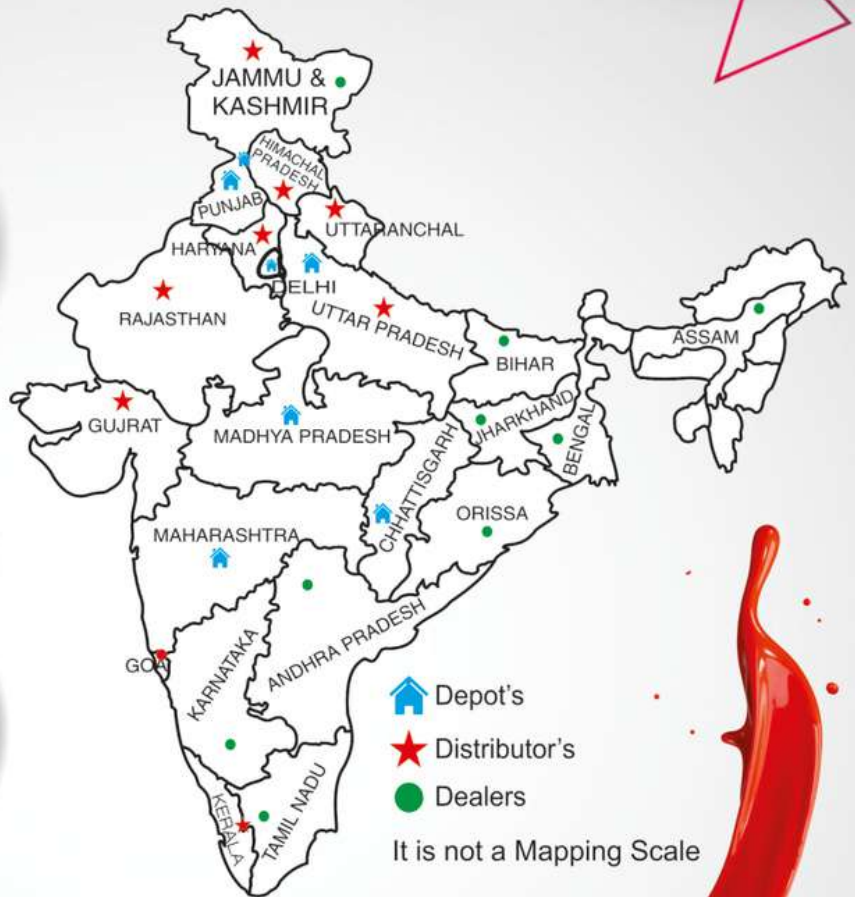 JAMMU &
KASHMIR
HIMACHAL
PRADESH
PUNJAB
UTTARANCHAL
HARYANA
DELHI
RAJASTHAN
UTTAR PRADESH
ASSAM
BIHAR
GUJRAT
MADHYA PRADESH
JHARKHAND
BENGAL
CHHATTISGARH
ORISSA
MAHARASHTRA
GOA
KARNATAKA
ANDHRA PRADESH
KERALA
TAMIL NADU
Depot's
Distributor's
Dealers
It is not a Mapping Scale